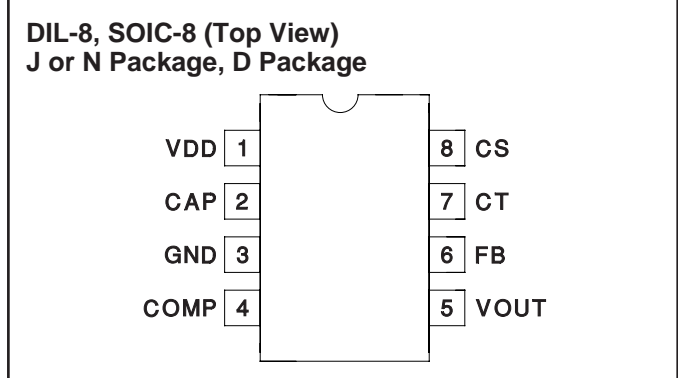 DIL-8, SOIC-8 (Top View)
J or N Package, D Package
VDD 1 8 CS
CAP 2 7 CT
GND 3 6 FB
COMP 4 5 VOUT